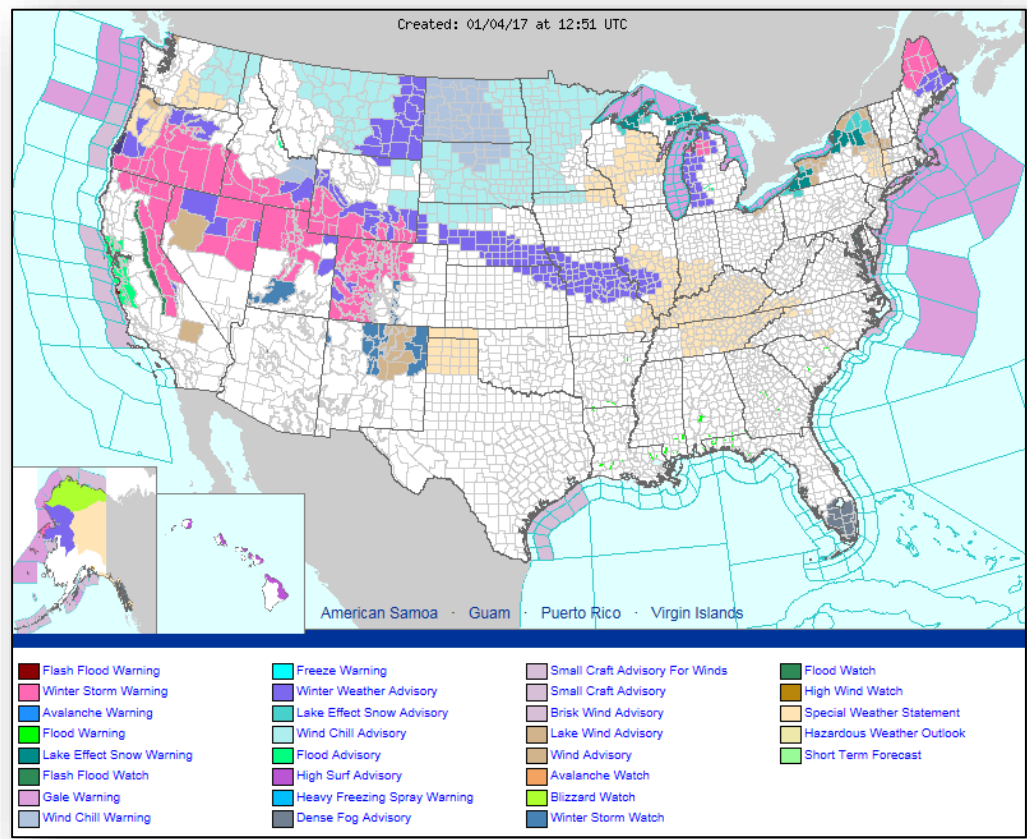 Created: 01/04/17 at 12:51 UTC
American Samoa · Guam · Puerto Rico · Virgin Islands
Flash Flood Warning
Winter Storm Warning
Avalanche Warning
Flood Warning
Lake Effect Snow Warning
Flash Flood Watch
Gale Warning
Wind Chill Warning
Freeze Warning
Winter Weather Advisory
Lake Effect Snow Advisory
Wind Chill Advisory
Flood Advisory
High Surf Advisory
Heavy Freezing Spray Warning
Dense Fog Advisory
Small Craft Advisory For Winds
Small Craft Advisory
Brisk Wind Advisory
Lake Wind Advisory
Wind Advisory
Avalanche Watch
Blizzard Watch
Winter Storm Watch
Flood Watch
High Wind Watch
Special Weather Statement
Hazardous Weather Outlook
Short Term Forecast